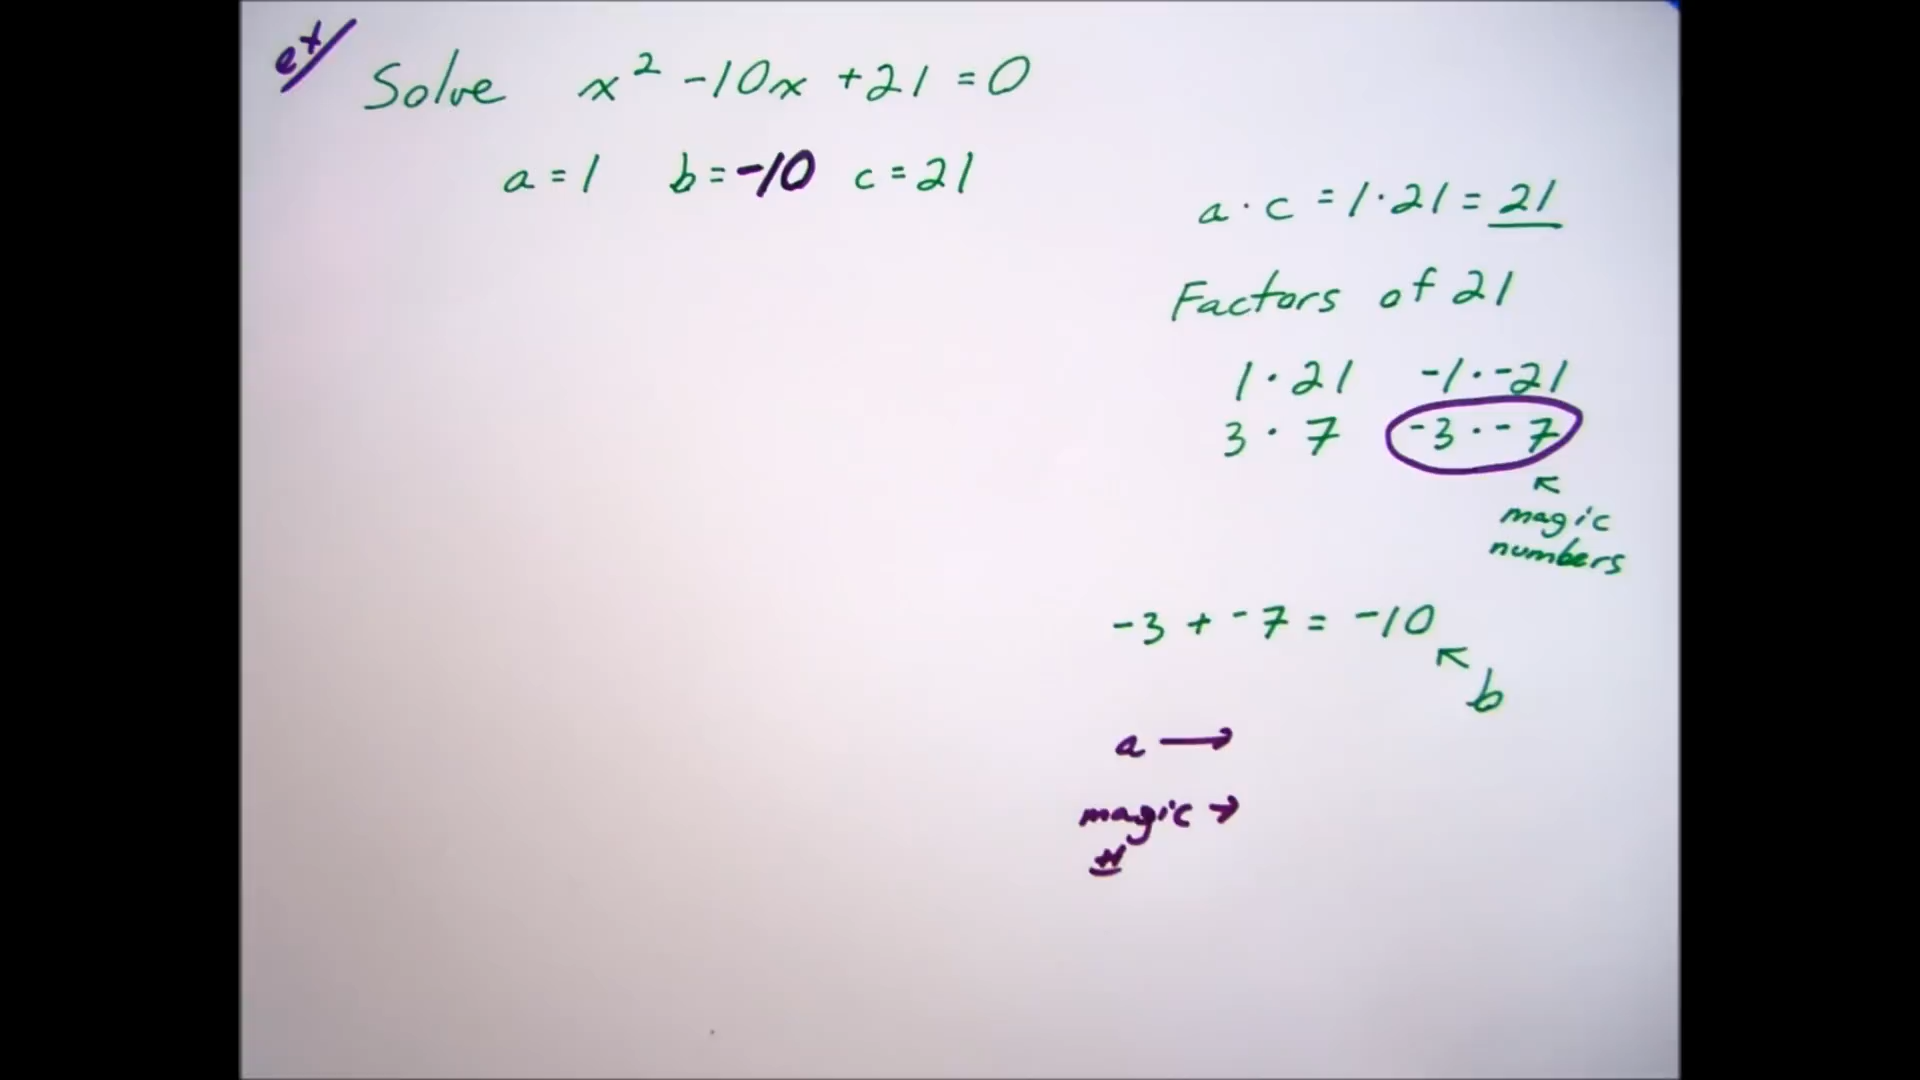 ex/
Solve x² -10x +21 = 0
a = 1 b = -10 c = 21
a · c = 1 · 21 = 21
Factors of 21
1 · 21 -1 · -21
3 · 7 -3 · -7
↖
magic
numbers
-3 + -7 = -10
↖
b
a →
magic →
#